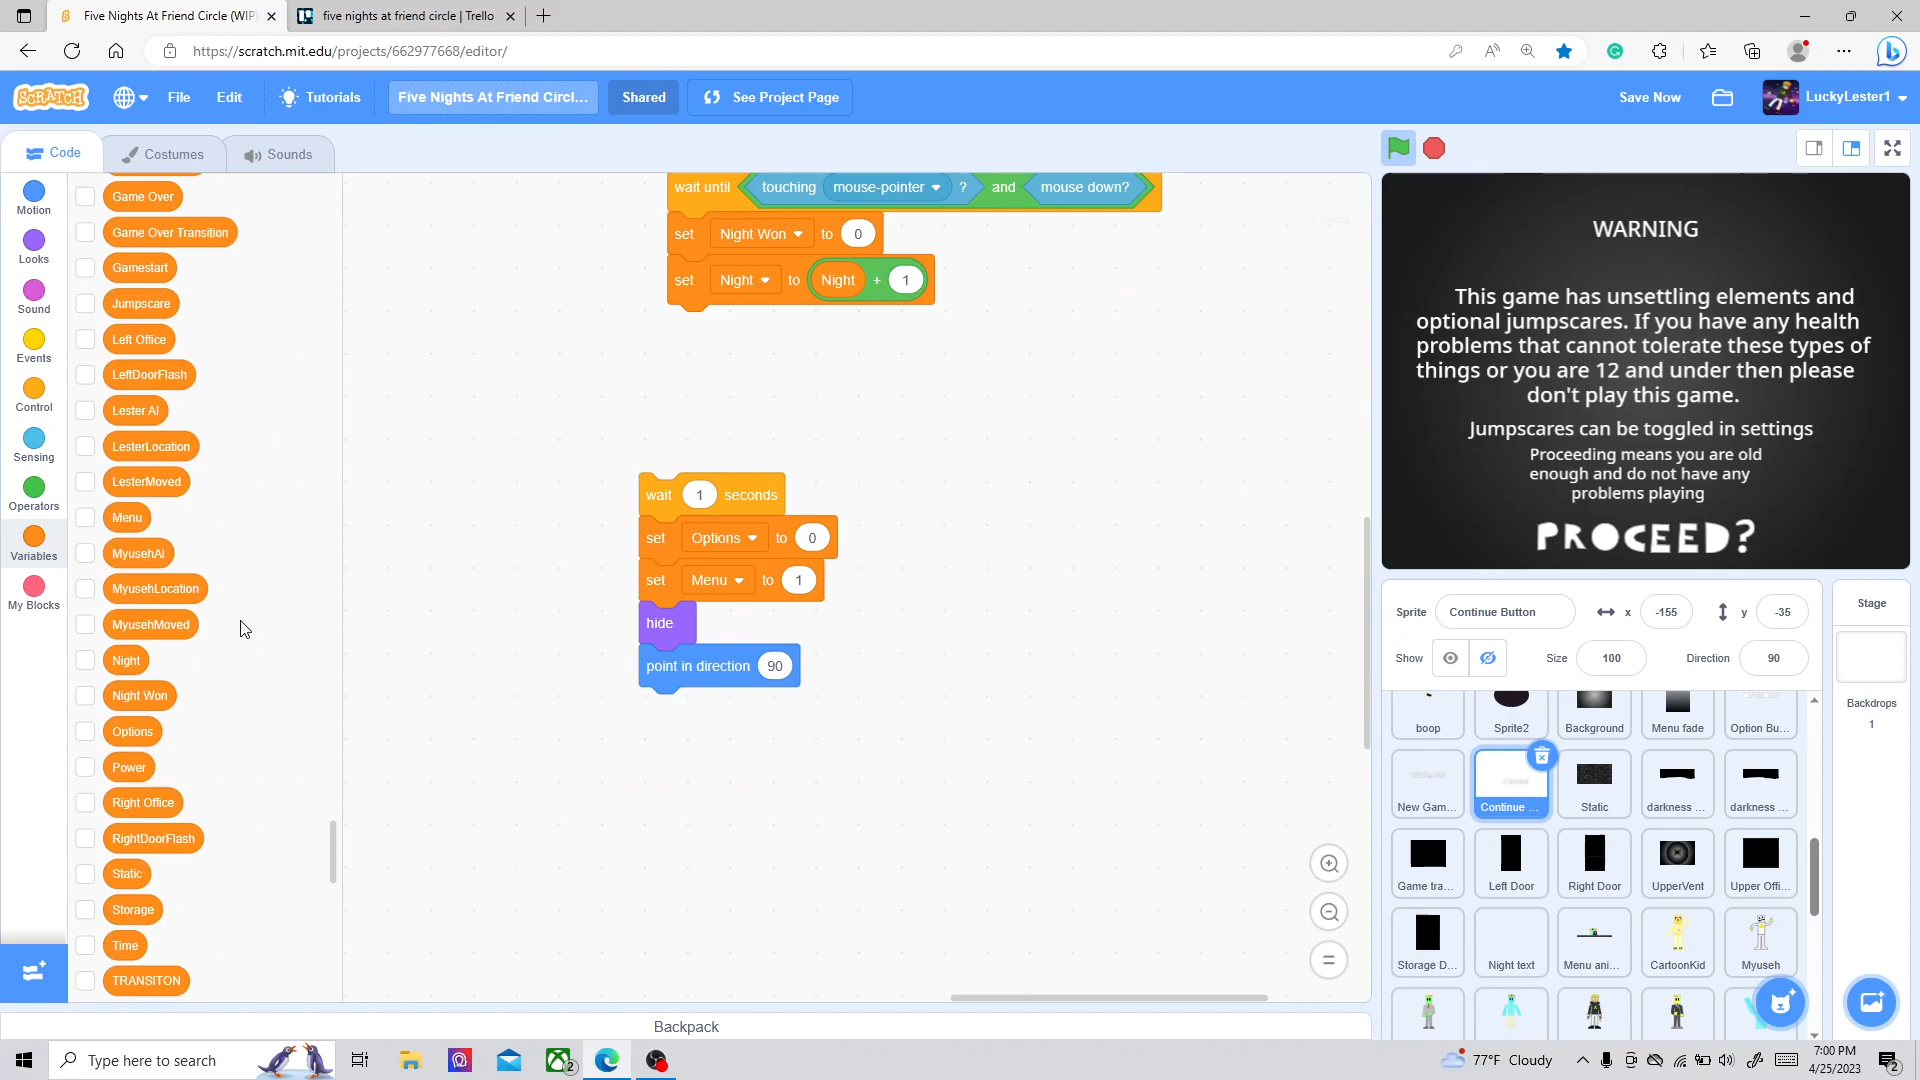 Five Nights At Friend Circle (WIP)
five nights at friend circle | Trello
https://scratch.mit.edu/projects/662977668/editor/
SCRATCH
File
Edit
Tutorials
Five Nights At Friend Circl...
Shared
See Project Page
Save Now
LuckyLester1
Code
Costumes
Sounds
Motion
Looks
Sound
Events
Control
Sensing
Operators
Variables
My Blocks
Game Over
Game Over Transition
Gamestart
Jumpscare
Left Office
LeftDoorFlash
Lester AI
LesterLocation
LesterMoved
Menu
MyusehAI
MyusehLocation
MyusehMoved
Night
Night Won
Options
Power
Right Office
RightDoorFlash
Static
Storage
Time
TRANSITON
wait until touching mouse-pointer ? and mouse down?
set Night Won to 0
set Night to Night + 1
wait 1 seconds
set Options to 0
set Menu to 1
hide
point in direction 90
WARNING
This game has unsettling elements and
optional jumpscares. If you have any health
problems that cannot tolerate these types of
things or you are 12 and under then please
don't play this game.
Jumpscares can be toggled in settings
Proceeding means you are old
enough and do not have any
problems playing
PROCEED?
Sprite Continue Button x -155 y -35
Show Size 100 Direction 90
Stage
Backdrops
1
boop
Sprite2
Background
Menu fade
Option Bu...
New Gam...
Continue ...
Static
darkness ...
darkness ...
Game tra...
Left Door
Right Door
UpperVent
Upper Offi...
Storage D...
Night text
Menu ani...
CartoonKid
Myuseh
Backpack
Type here to search
2
77°F Cloudy
7:00 PM
4/25/2023
2